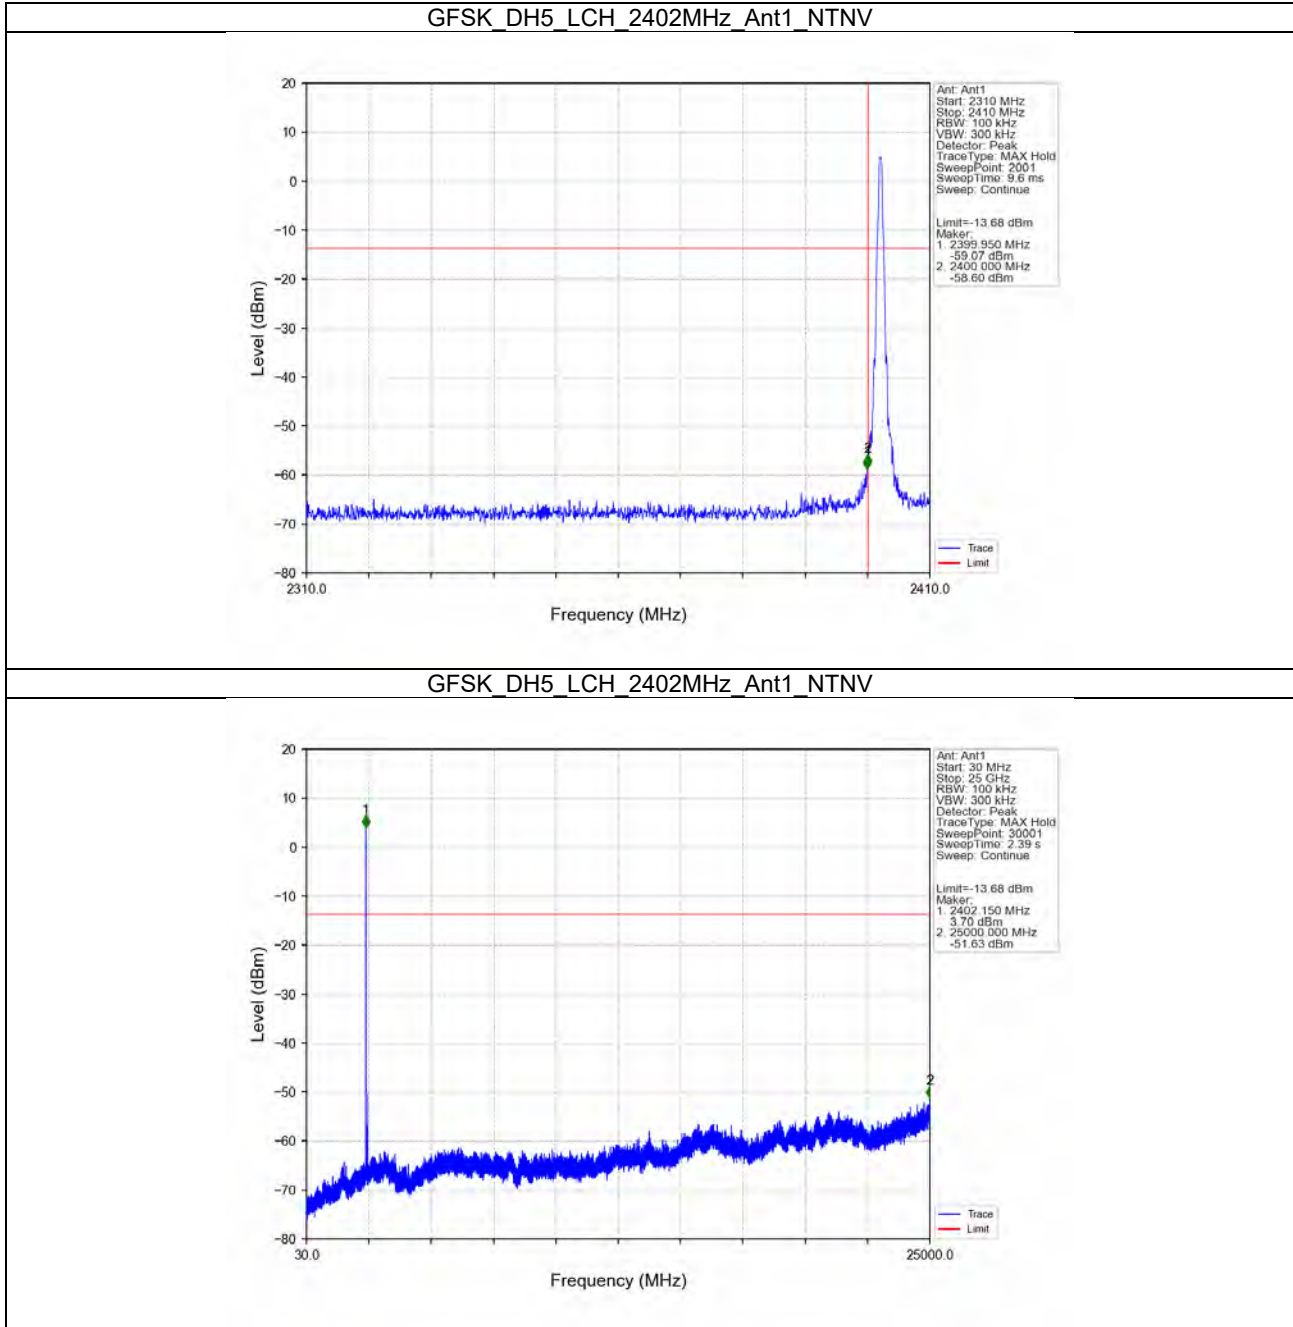 GFSK_DH5_LCH_2402MHz_Ant1_NTNV
Ant: Ant1
Start: 2310 MHz
Stop: 2410 MHz
RBW: 100 kHz
VBW: 300 kHz
Detector: Peak
TraceType: MAX Hold
SweepPoint: 2001
SweepTime: 9.6 ms
Sweep: Continue
Limit=-13.68 dBm
Maker:
1. 2399.950 MHz
-59.07 dBm
2. 2400.000 MHz
-58.60 dBm
20
10
0
−10
−20
−30
−40
−50
−60
−70
−80
Level (dBm)
2
Trace
Limit
2310.0
2410.0
Frequency (MHz)
GFSK_DH5_LCH_2402MHz_Ant1_NTNV
Ant: Ant1
Start: 30 MHz
Stop: 25 GHz
RBW: 100 kHz
VBW: 300 kHz
Detector: Peak
TraceType: MAX Hold
SweepPoint: 30001
SweepTime: 2.39 s
Sweep: Continue
Limit=-13.68 dBm
Maker:
1. 2402.150 MHz
3.70 dBm
2. 25000.000 MHz
-51.63 dBm
20
10
0
−10
−20
−30
−40
−50
−60
−70
−80
Level (dBm)
1
2
Trace
Limit
30.0
25000.0
Frequency (MHz)